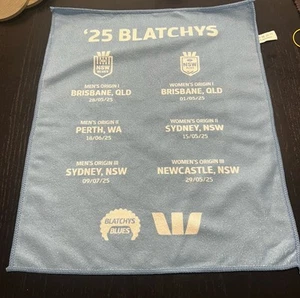 '25 BLATCHYS
NSW
MEN'S ORIGIN I
BRISBANE, QLD
28/05/25
WOMEN'S ORIGIN I
BRISBANE, QLD
01/05/25
MEN'S ORIGIN II
PERTH, WA
18/06/25
WOMEN'S ORIGIN II
SYDNEY, NSW
15/05/25
MEN'S ORIGIN III
SYDNEY, NSW
09/07/25
WOMEN'S ORIGIN III
NEWCASTLE, NSW
29/05/25
BLATCHYS
BLUES